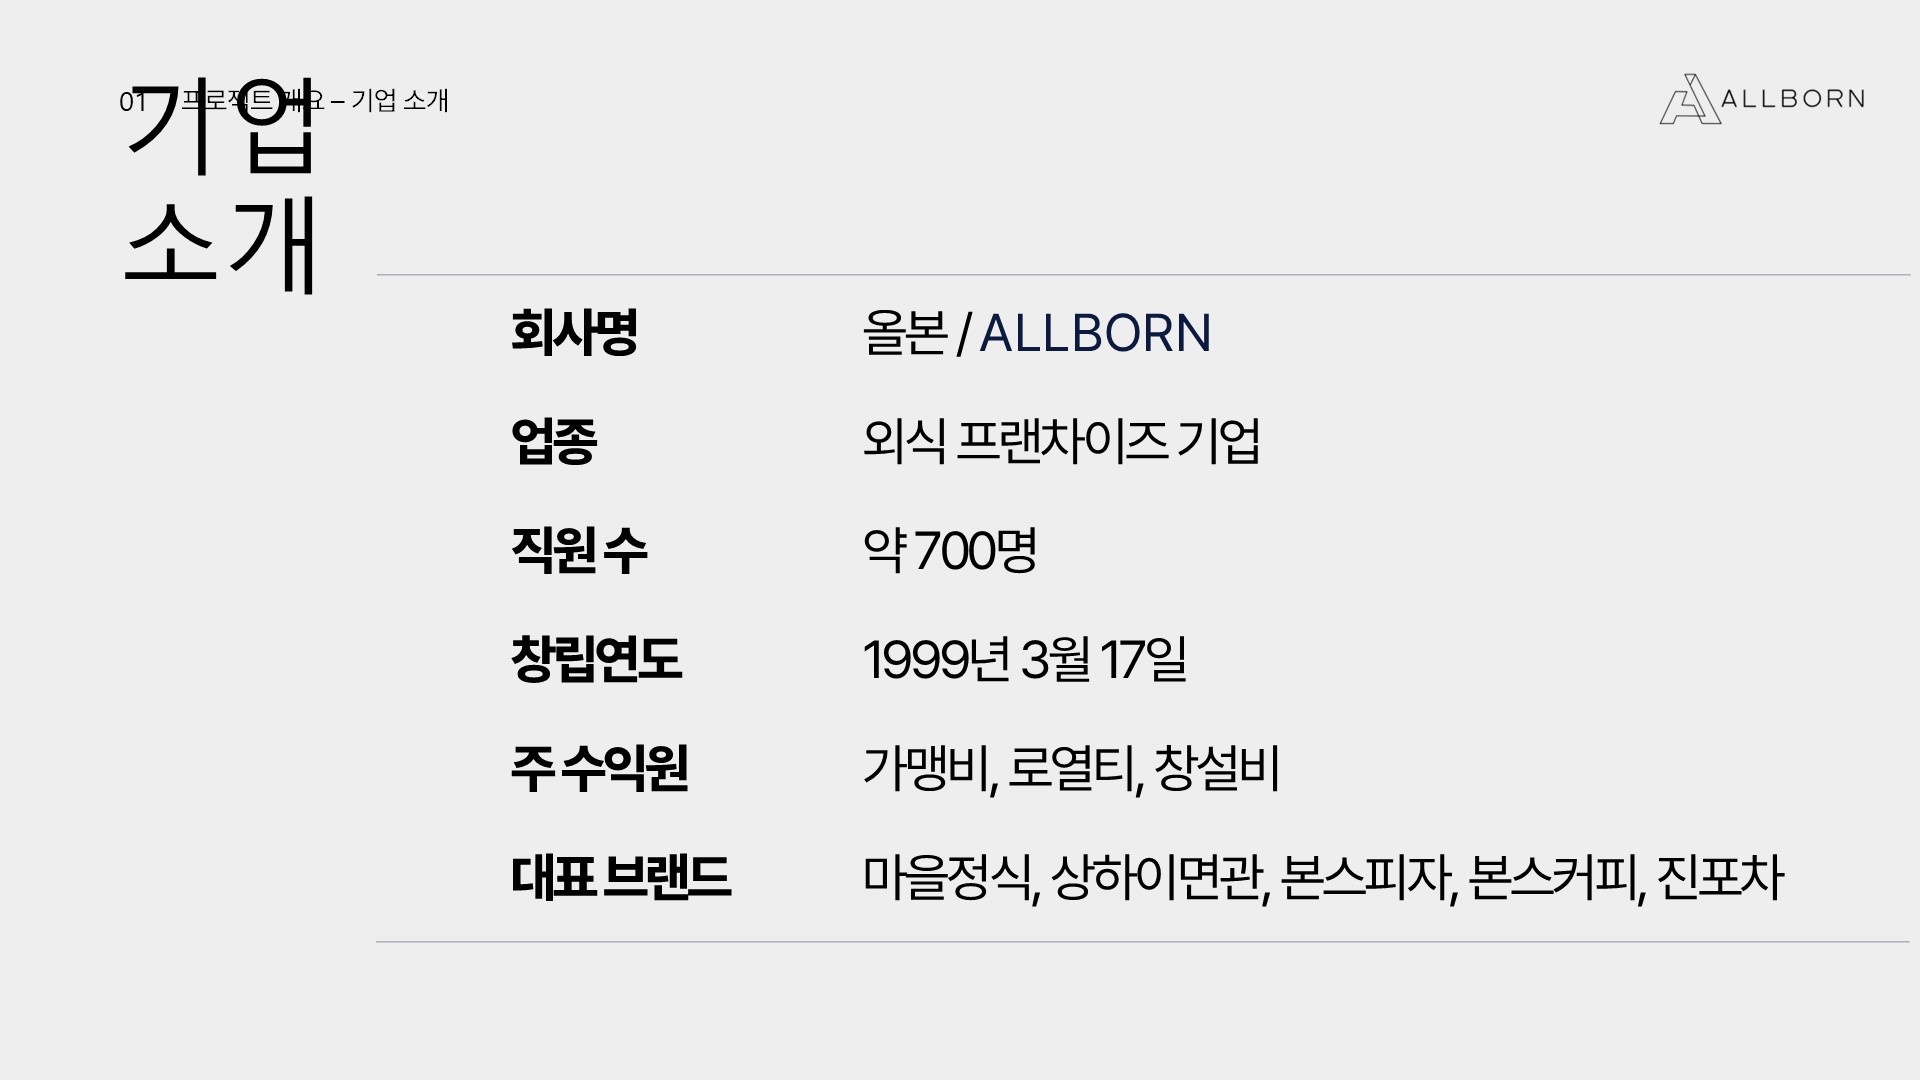 01 프로젝트 개요 – 기업 소개
기업
소개
ALLBORN
회사명 올본 / ALLBORN
업종 외식 프랜차이즈 기업
직원 수 약 700명
창립연도 1999년 3월 17일
주 수익원 가맹비, 로열티, 창설비
대표 브랜드 마을정식, 상하이면관, 본스피자, 본스커피, 진포차